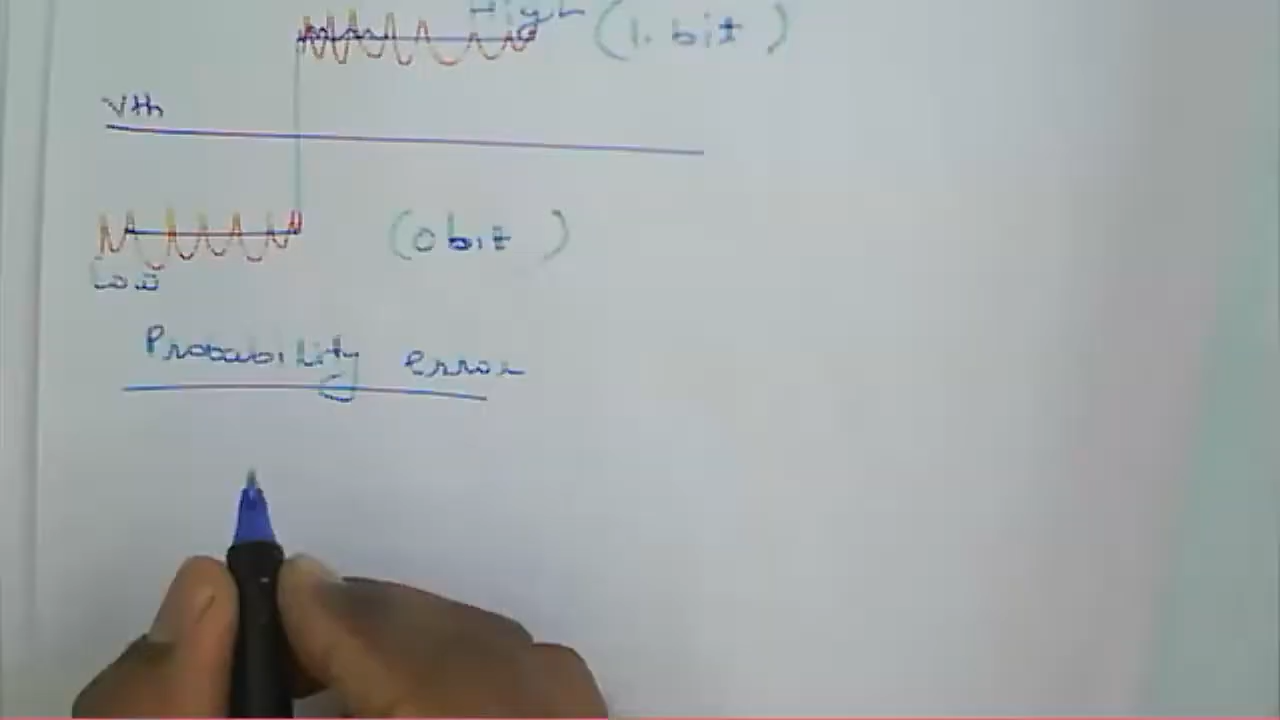 High (1. bit )
Vth
(0 bit )
Low
Probability error